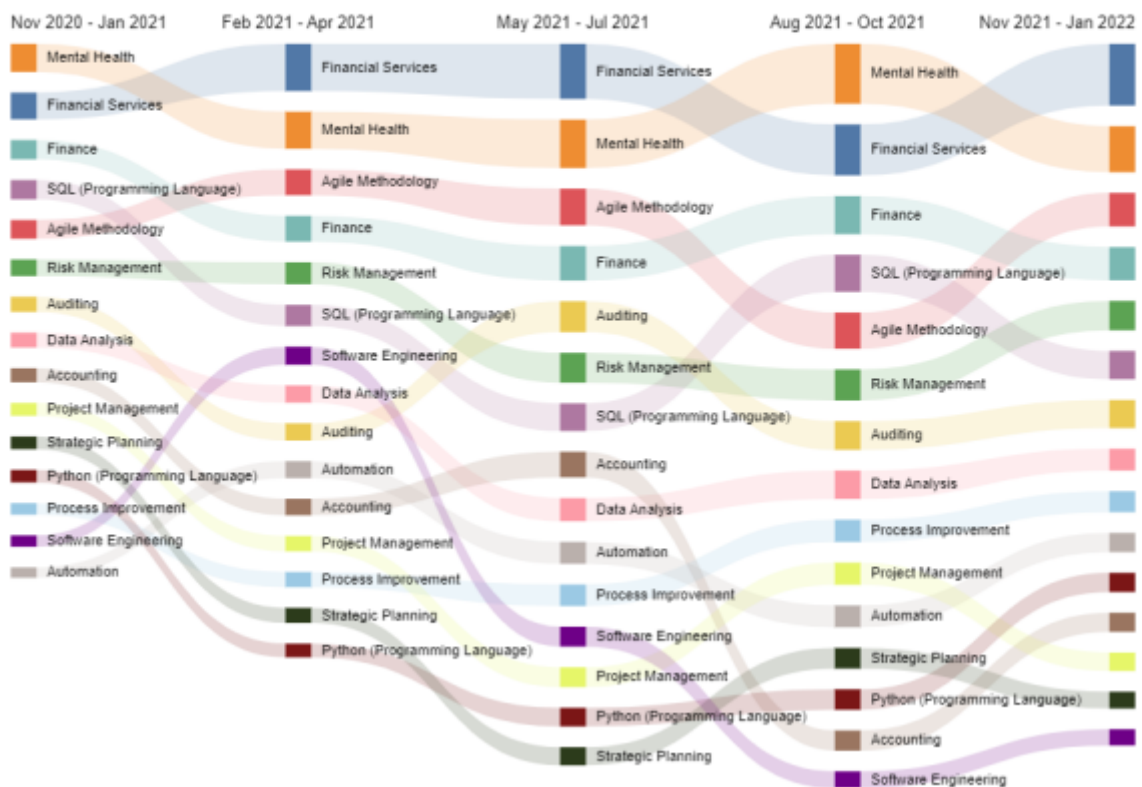 Nov 2020 - Jan 2021
Feb 2021 - Apr 2021
May 2021 - Jul 2021
Aug 2021 - Oct 2021
Nov 2021 - Jan 2022
Mental Health
Financial Services
Finance
SQL (Programming Language)
Agile Methodology
Risk Management
Auditing
Data Analysis
Accounting
Project Management
Strategic Planning
Python (Programming Language)
Process Improvement
Software Engineering
Automation
Financial Services
Mental Health
Agile Methodology
Finance
Risk Management
SQL (Programming Language)
Software Engineering
Data Analysis
Auditing
Automation
Accounting
Project Management
Process Improvement
Strategic Planning
Python (Programming Language)
Financial Services
Mental Health
Agile Methodology
Finance
Auditing
Risk Management
SQL (Programming Language)
Accounting
Data Analysis
Automation
Process Improvement
Software Engineering
Project Management
Python (Programming Language)
Strategic Planning
Mental Health
Financial Services
Finance
SQL (Programming Language)
Agile Methodology
Risk Management
Auditing
Data Analysis
Process Improvement
Project Management
Automation
Strategic Planning
Python (Programming Language)
Accounting
Software Engineering